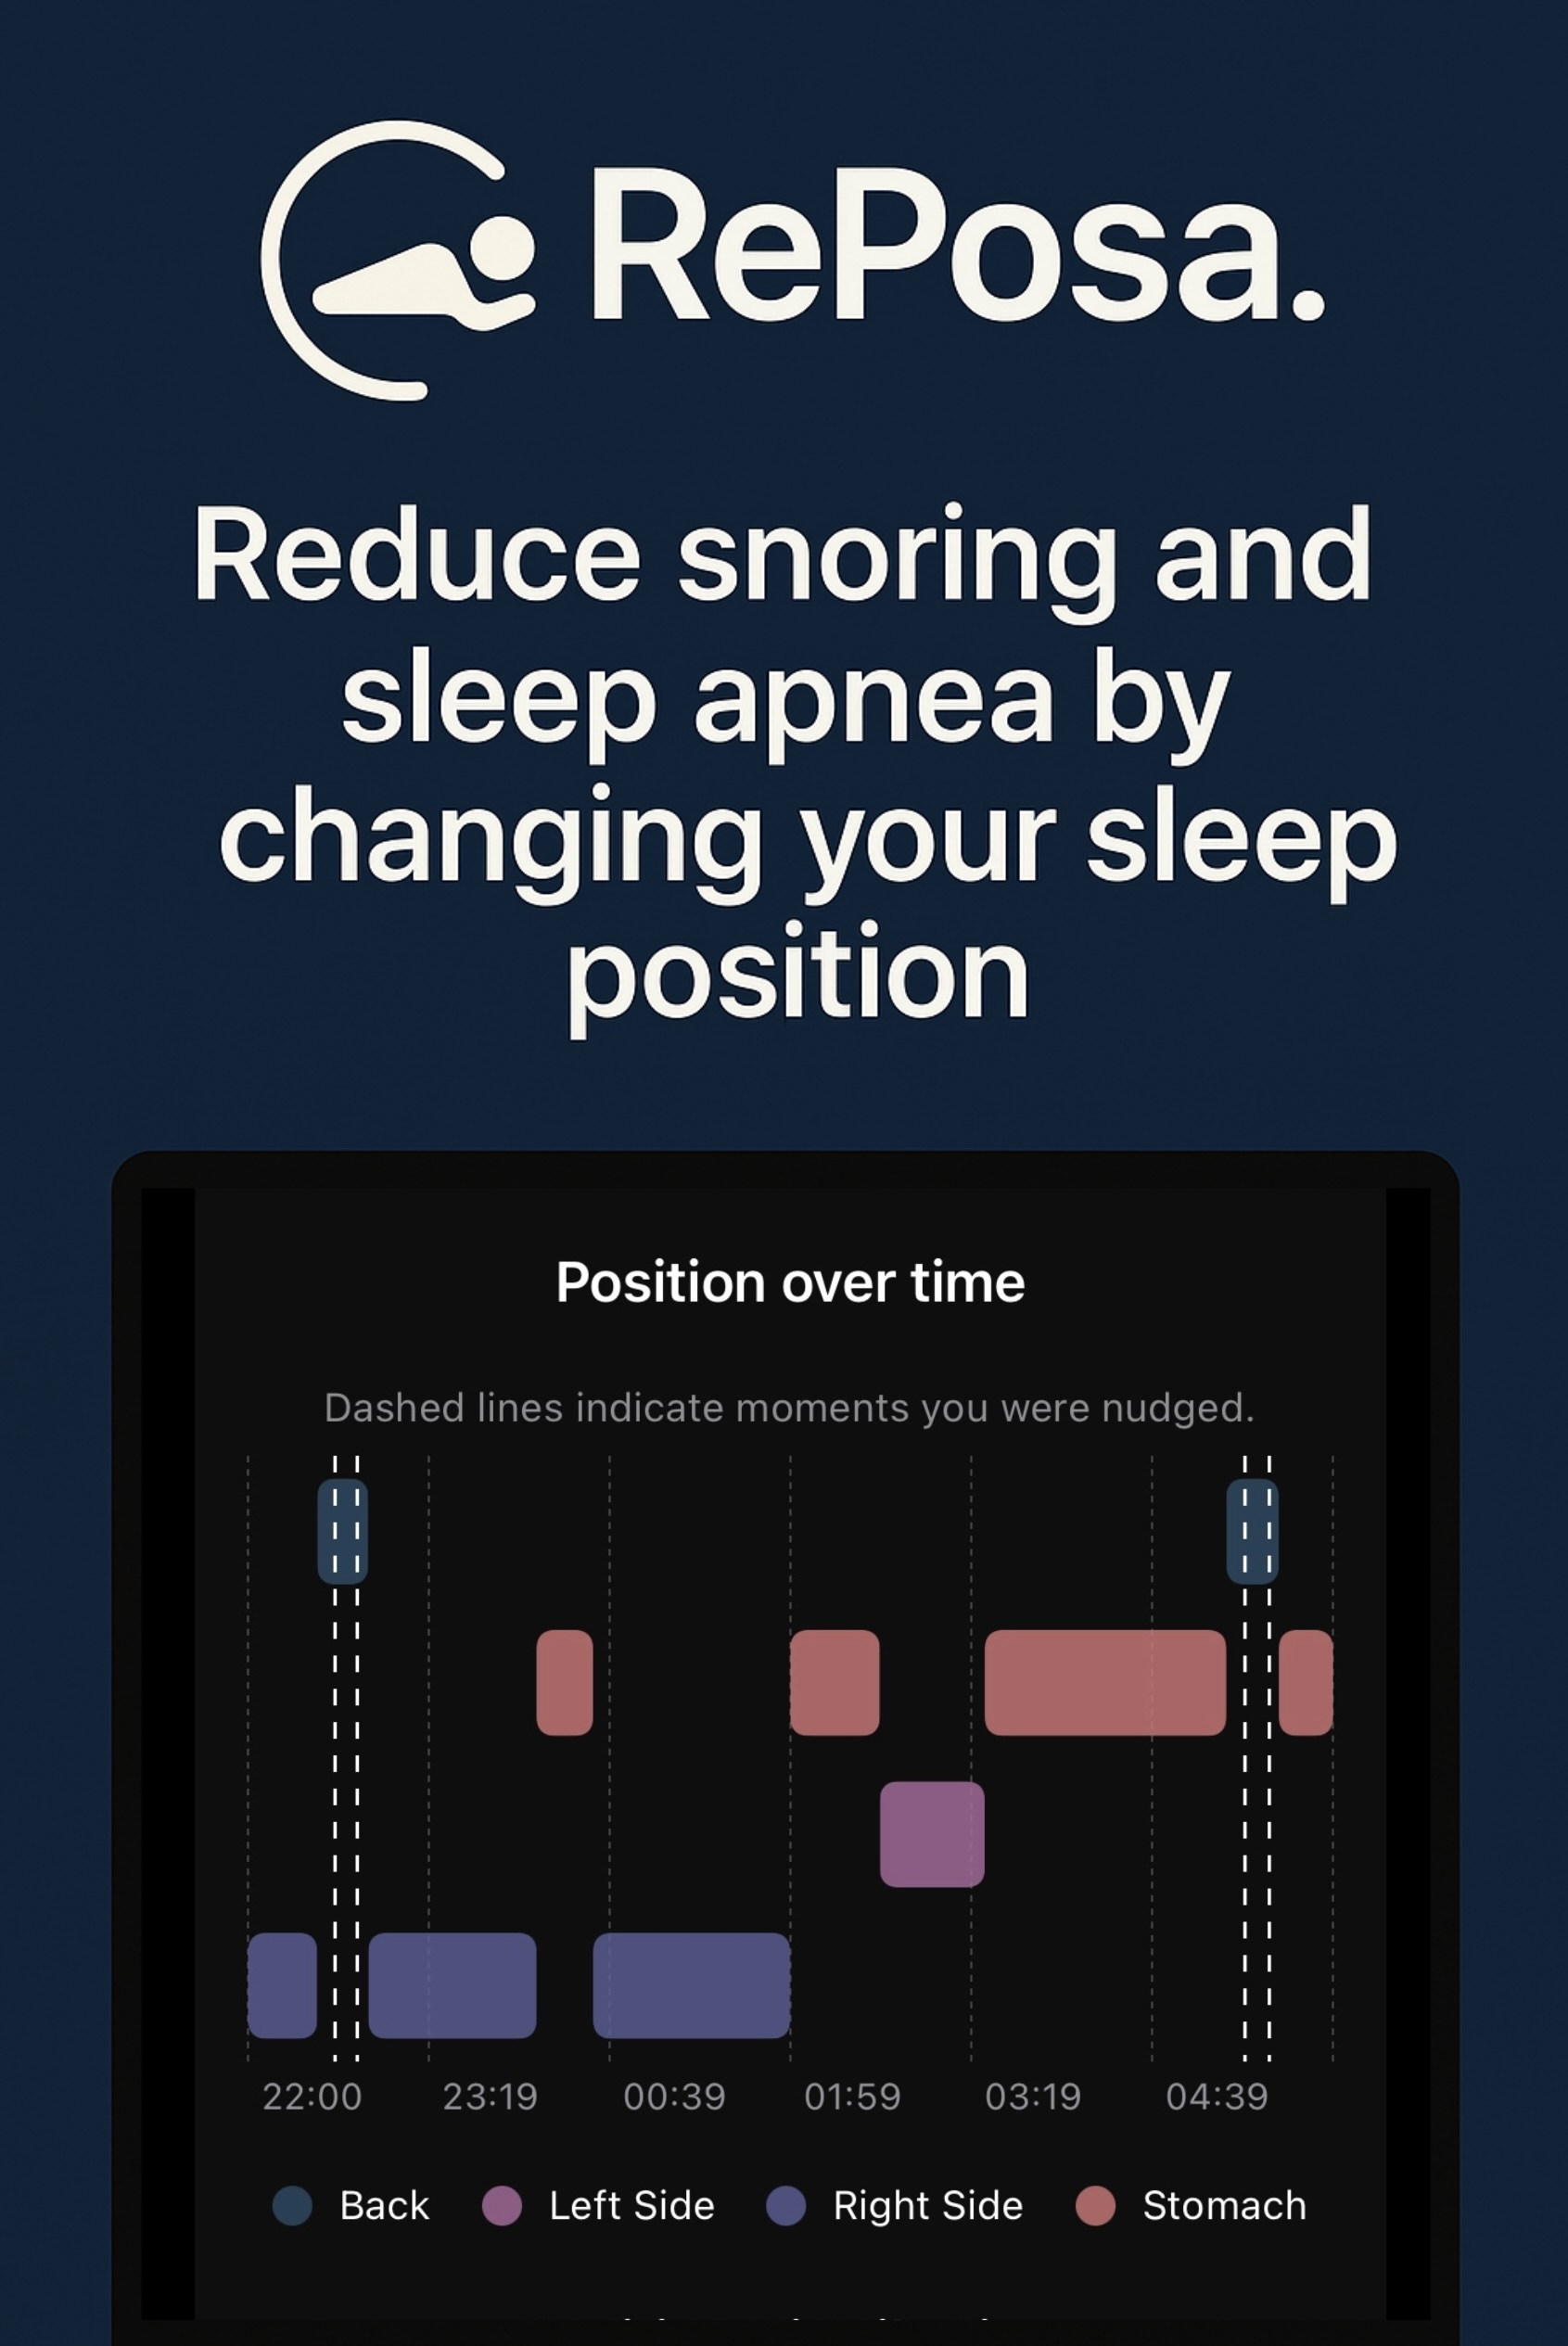 RePosa.
Reduce snoring and
sleep apnea by
changing your sleep
position
Position over time
Dashed lines indicate moments you were nudged.
22:00 23:19 00:39 01:59 03:19 04:39
Back Left Side Right Side Stomach